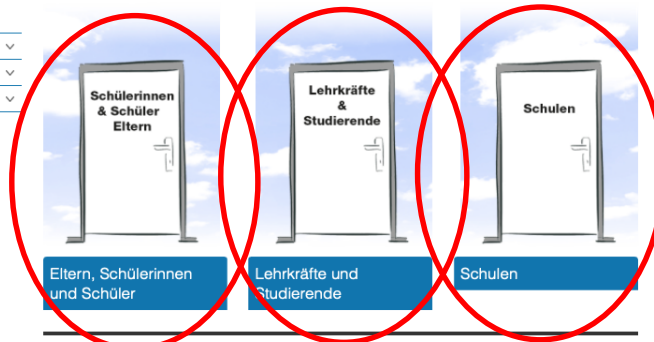 Schülerinnen
& Schüler
Eltern
Lehrkräfte
&
Studierende
Schulen
Eltern, Schülerinnen
und Schüler
Lehrkräfte und
Studierende
Schulen